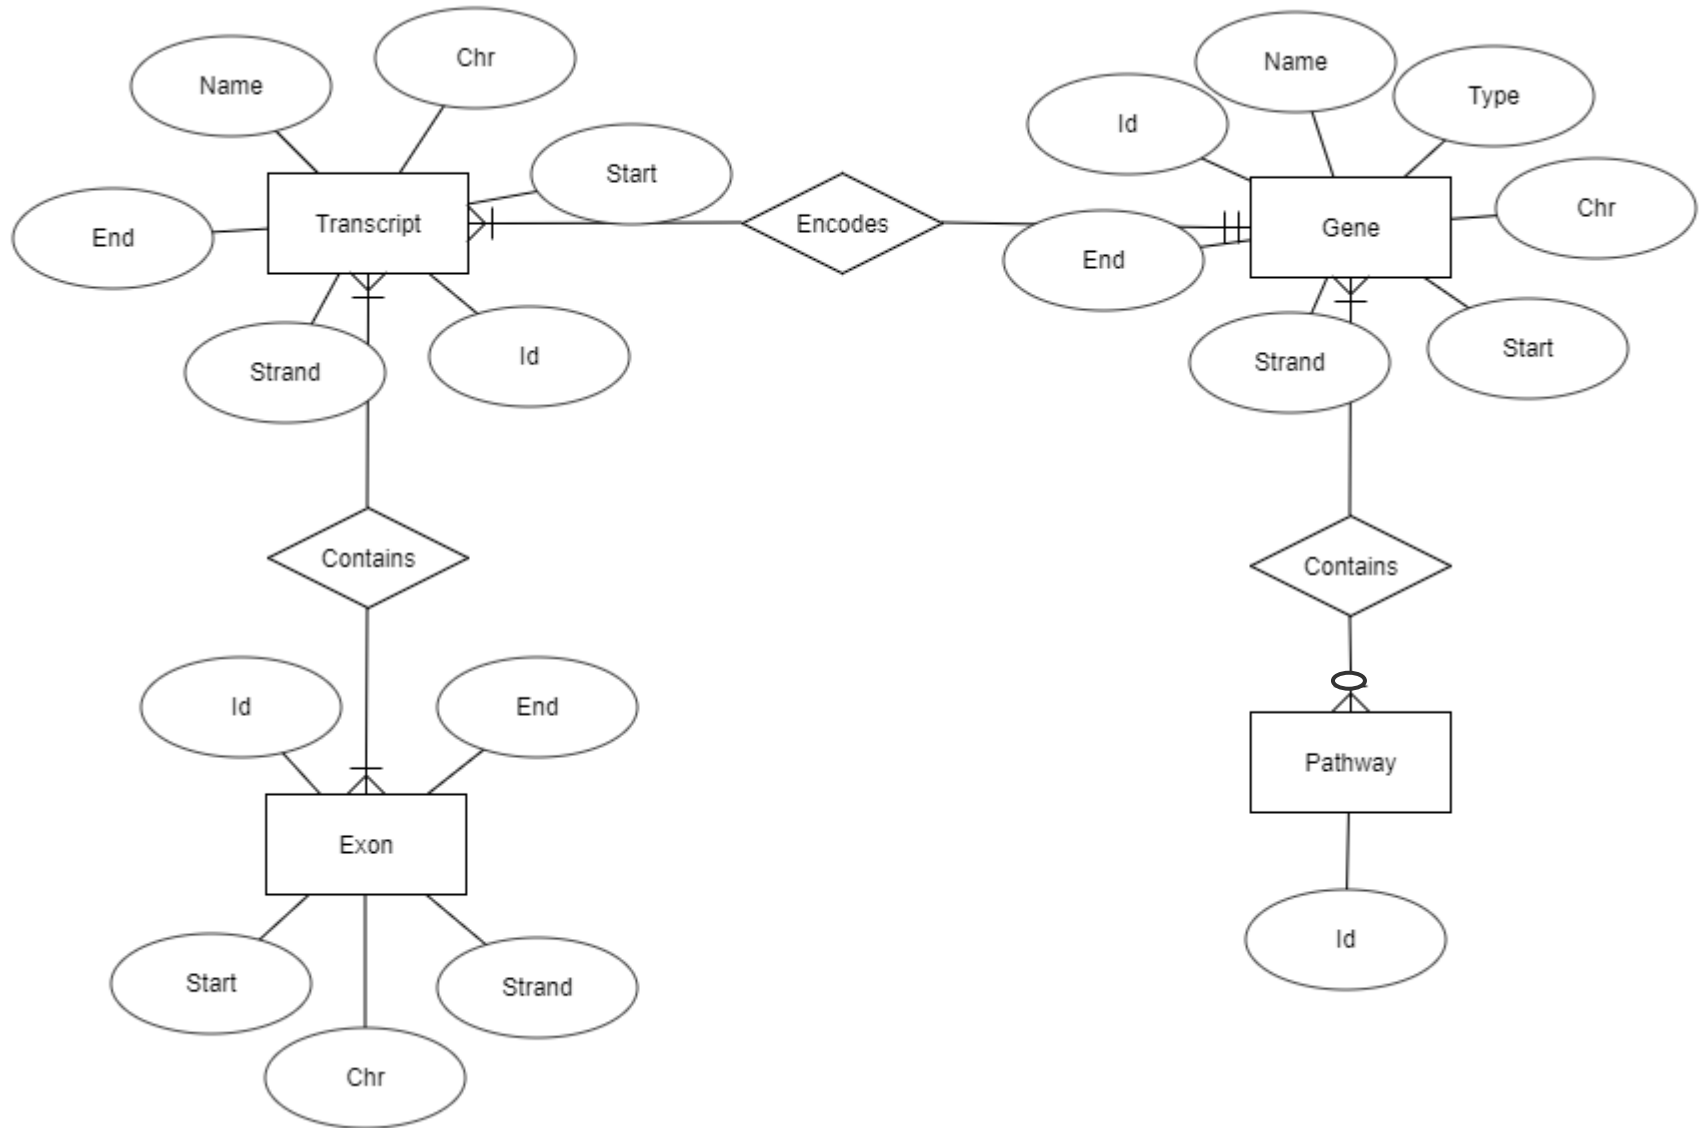 Chr
Name
Name
Type
Id
Start
Chr
Transcript
Encodes
Gene
End
End
Strand
Id
Strand
Start
Contains
Contains
Id
End
Pathway
Exon
Id
Start
Strand
Chr